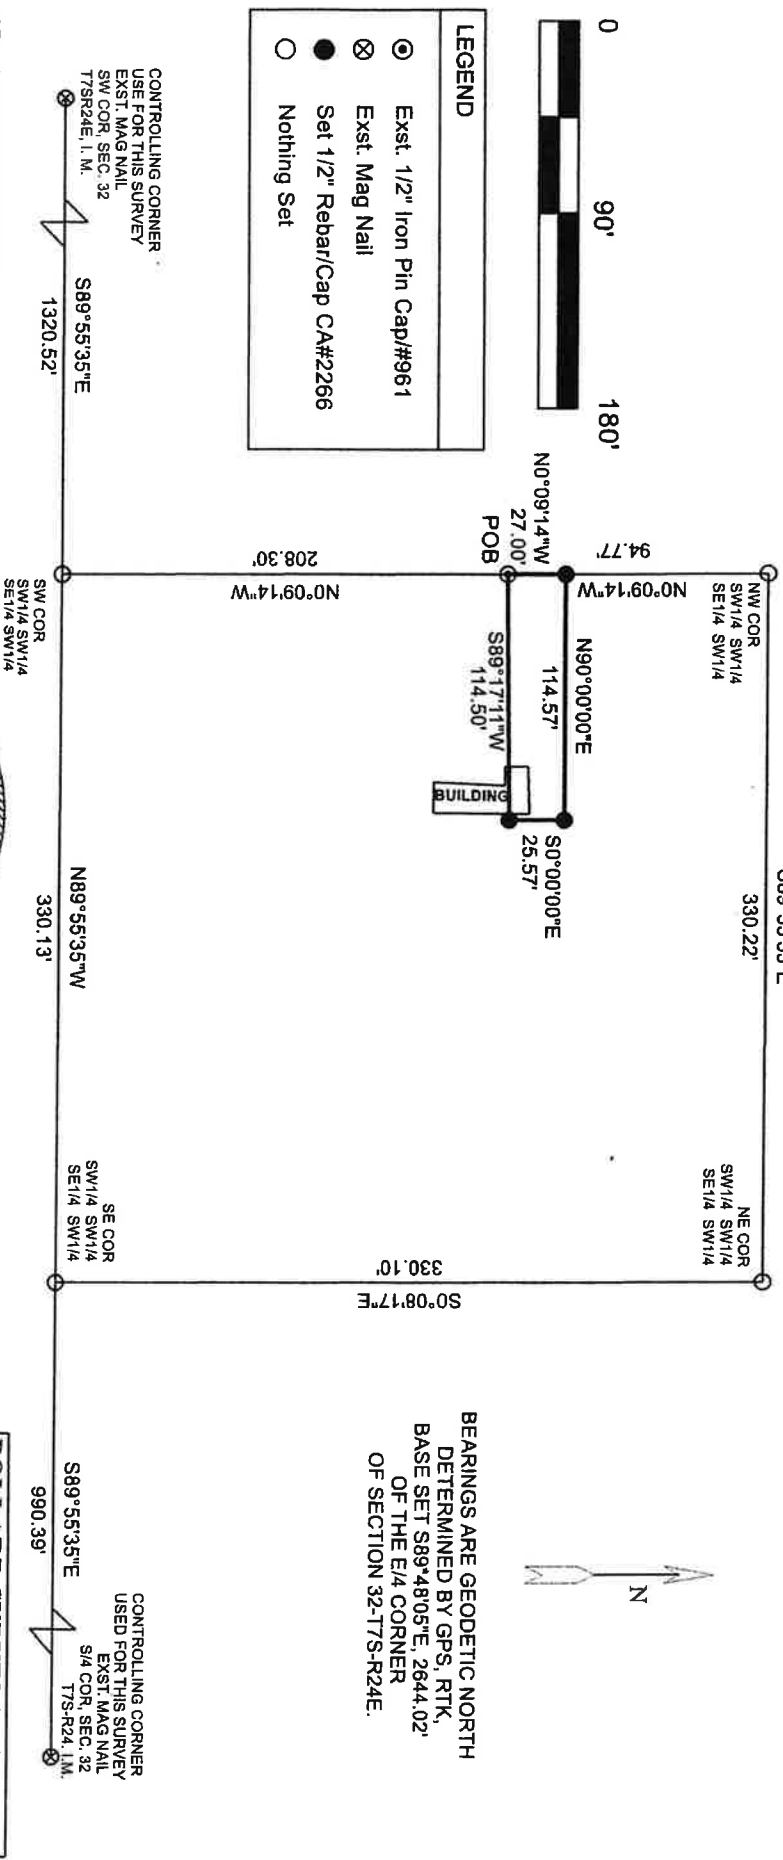 0
90'
180'
LEGEND
Exst. 1/2" Iron Pin Cap/#961
Exst. Mag Nail
Set 1/2" Rebar/Cap CA#2266
Nothing Set
CONTROLLING CORNER
USE FOR THIS SURVEY
EXST. MAG NAIL
SW COR, SEC. 32
T7SR24E, I. M.
S89°55'35"E
1320.52'
NW COR
SW1/4 SW1/4
SE1/4 SW1/4
330.22'
NE COR
SW1/4 SW1/4
SE1/4 SW1/4
94.77'
N0°09'14"W
N0°09'14"W
27.00'
POB
N90°00'00"E
114.57'
S89°17'11"W
114.50'
BUILDING
S0°00'00"E
25.57'
208.30'
N0°09'14"W
SW COR
SW1/4 SW1/4
SE1/4 SW1/4
N89°55'35"W
330.13'
SE COR
SW1/4 SW1/4
SE1/4 SW1/4
330.10'
S0°08'17"E
N
BEARINGS ARE GEODETIC NORTH
DETERMINED BY GPS, RTK,
BASE SET S89°48'05"E, 2644.02'
OF THE E/4 CORNER
OF SECTION 32-T7S-R24E.
S89°55'35"E
990.39'
CONTROLLING CORNER
USED FOR THIS SURVEY
EXST. MAG NAIL
S/4 COR, SEC. 32
T7S-R24. I.M.